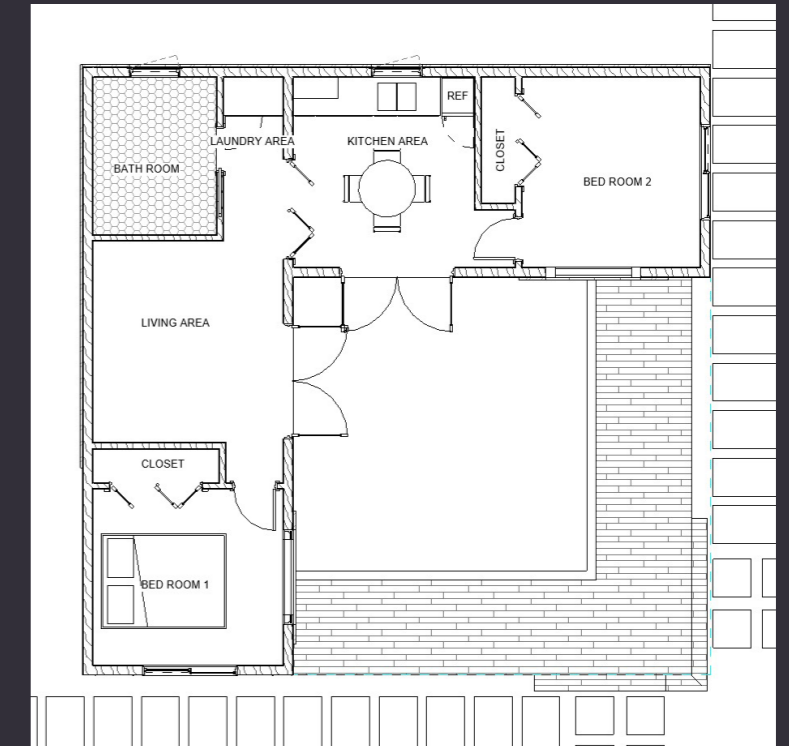 REF
LAUNDRY AREA
KITCHEN AREA
CLOSET
BATH ROOM
BED ROOM 2
LIVING AREA
CLOSET
BED ROOM 1